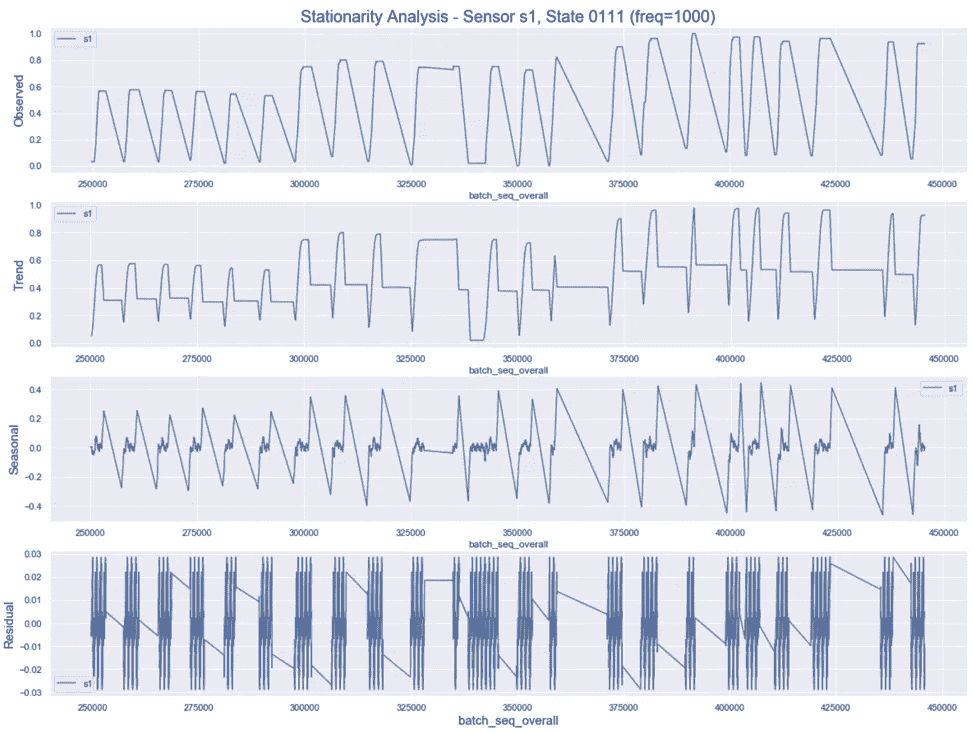 Stationarity Analysis - Sensor s1, State 0111 (freq=1000)
s1
Observed
1.0
0.8
0.6
0.4
0.2
0.0
250000 275000 300000 325000 350000 375000 400000 425000 450000
batch_seq_overall
s1
Trend
1.0
0.8
0.6
0.4
0.2
0.0
250000 275000 300000 325000 350000 375000 400000 425000 450000
batch_seq_overall
s1
Seasonal
0.4
0.2
0.0
−0.2
−0.4
250000 275000 300000 325000 350000 375000 400000 425000 450000
batch_seq_overall
Residual
0.03
0.02
0.01
0.00
−0.01
−0.02
−0.03
s1
250000 275000 300000 325000 350000 375000 400000 425000 450000
batch_seq_overall